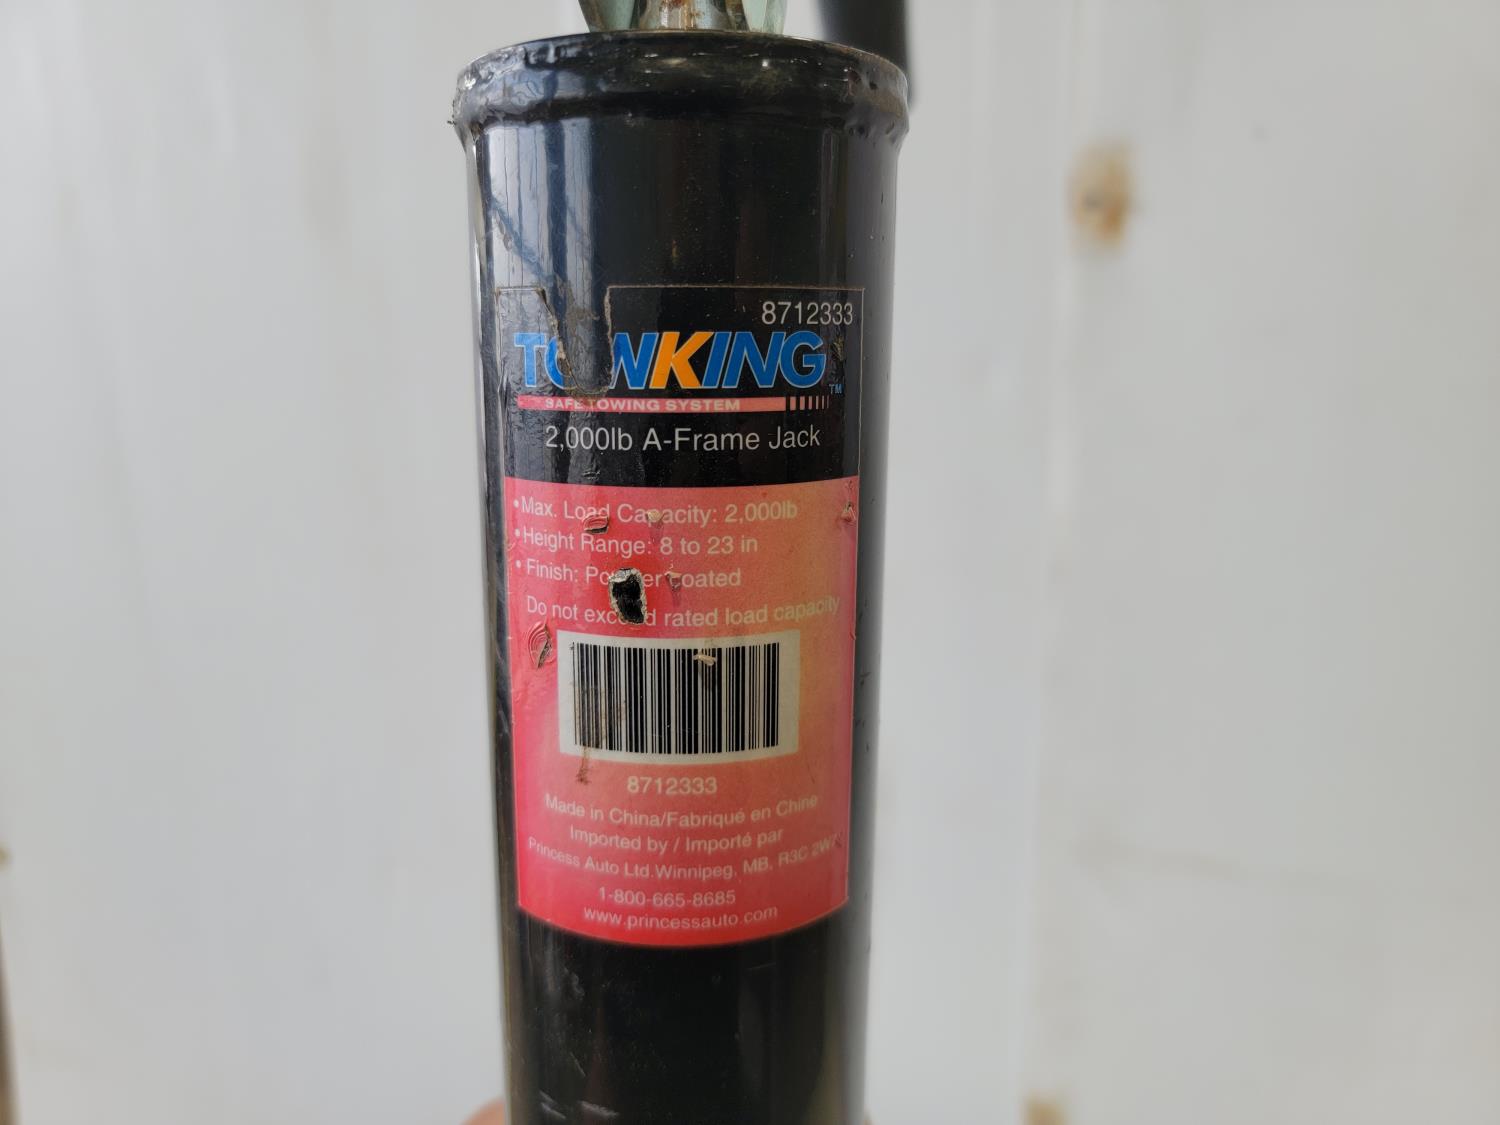 8712333
TOWKING™
SAFE TOWING SYSTEM
2,000lb A-Frame Jack
•Max. Load Capacity: 2,000lb
•Height Range: 8 to 23 in
•Finish: Powder coated
Do not exceed rated load capacity
8712333
Made in China/Fabriqué en Chine
Imported by / Importé par
Princess Auto Ltd.Winnipeg, MB, R3C
1-800-665-8685
www.princessauto.com